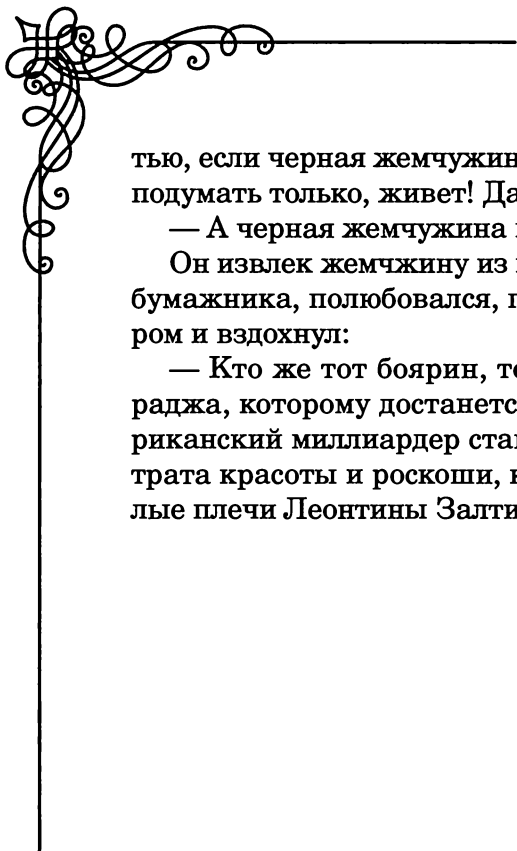 тью, если черная жемчужин
подумать только, живет! Да
— А черная жемчужина
Он извлек жемчжину из
бумажника, полюбовался,
ром и вздохнул:
— Кто же тот боярин, то
раджа, которому достанетс
риканский миллиардер ста
трата красоты и роскоши,
лые плечи Леонтины Залти